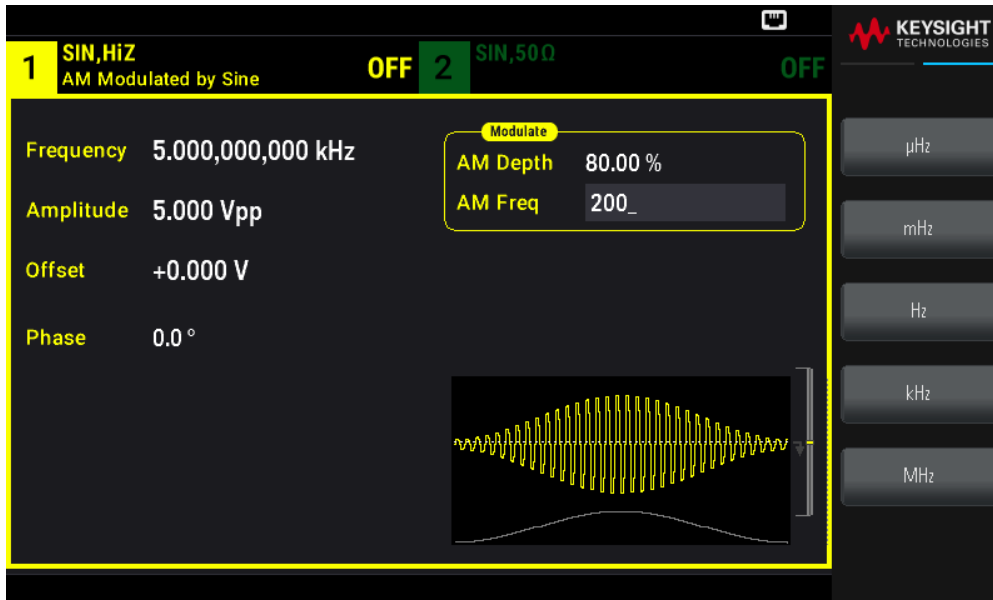 KEYSIGHT
TECHNOLOGIES
1 SIN,HiZ OFF 2 SIN,50Ω OFF
AM Modulated by Sine
Modulate
Frequency 5.000,000,000 kHz
AM Depth 80.00 %
Amplitude 5.000 Vpp
AM Freq 200_
Offset +0.000 V
Phase 0.0 °
µHz
mHz
Hz
kHz
MHz